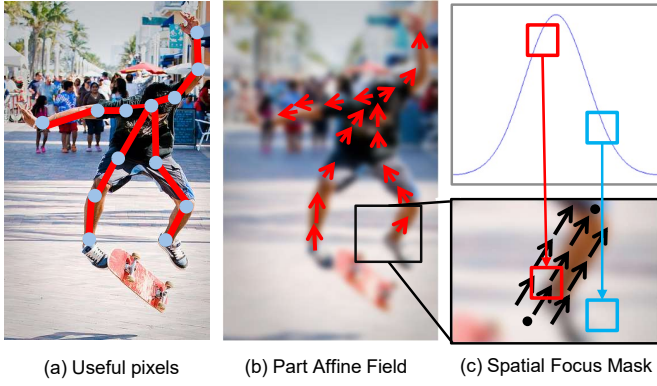 (a) Useful pixels
(b) Part Affine Field
(c) Spatial Focus Mask